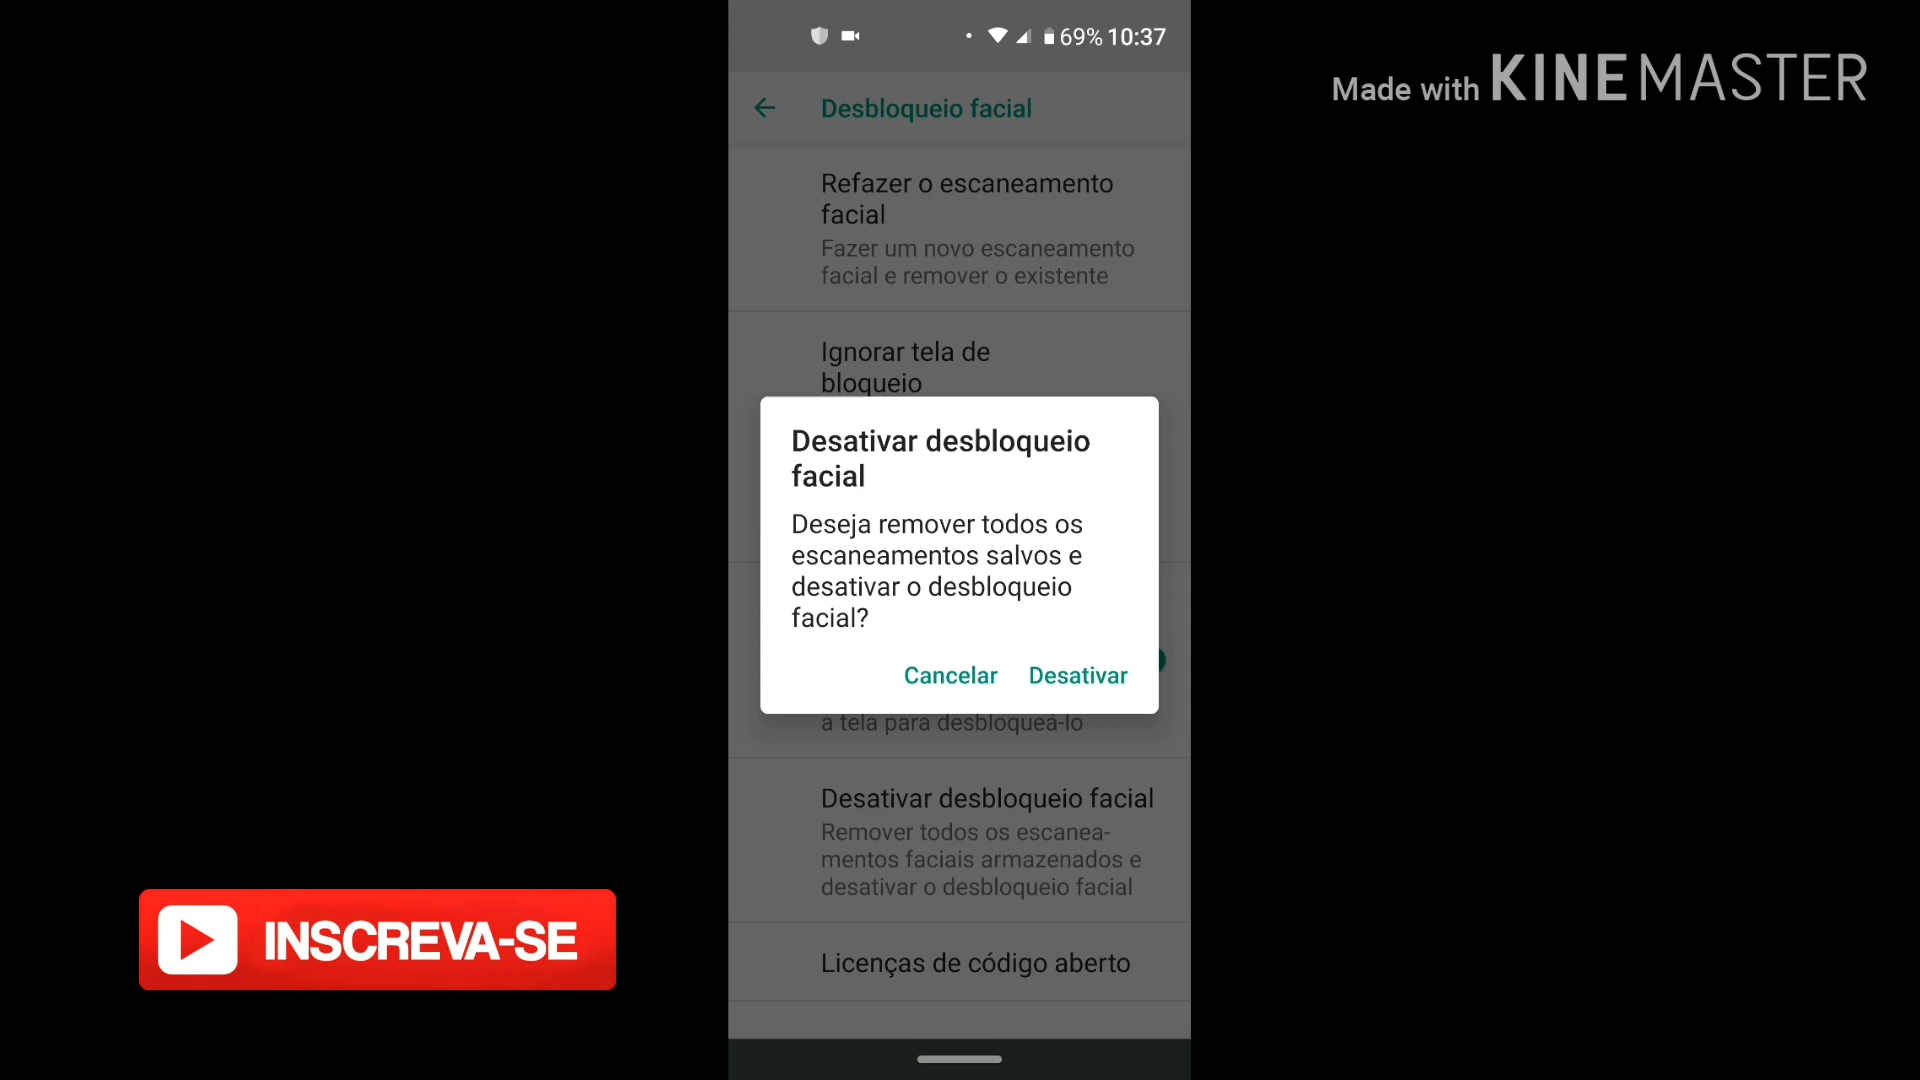 69% 10:37
Made with KINEMASTER
Desbloqueio facial
Refazer o escaneamento
facial
Fazer um novo escaneamento
facial e remover o existente
Ignorar tela de
bloqueio
Desativar desbloqueio
facial
Deseja remover todos os
escaneamentos salvos e
desativar o desbloqueio
facial?
Cancelar Desativar
a tela para desbloqueá-lo
Desativar desbloqueio facial
Remover todos os escanea-
mentos faciais armazenados e
desativar o desbloqueio facial
INSCREVA-SE
Licenças de código aberto